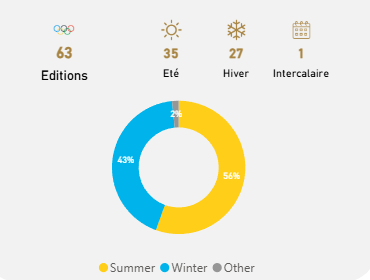 63 35 27 1
Editions Eté Hiver Intercalaire
2%
43%
56%
Summer Winter Other